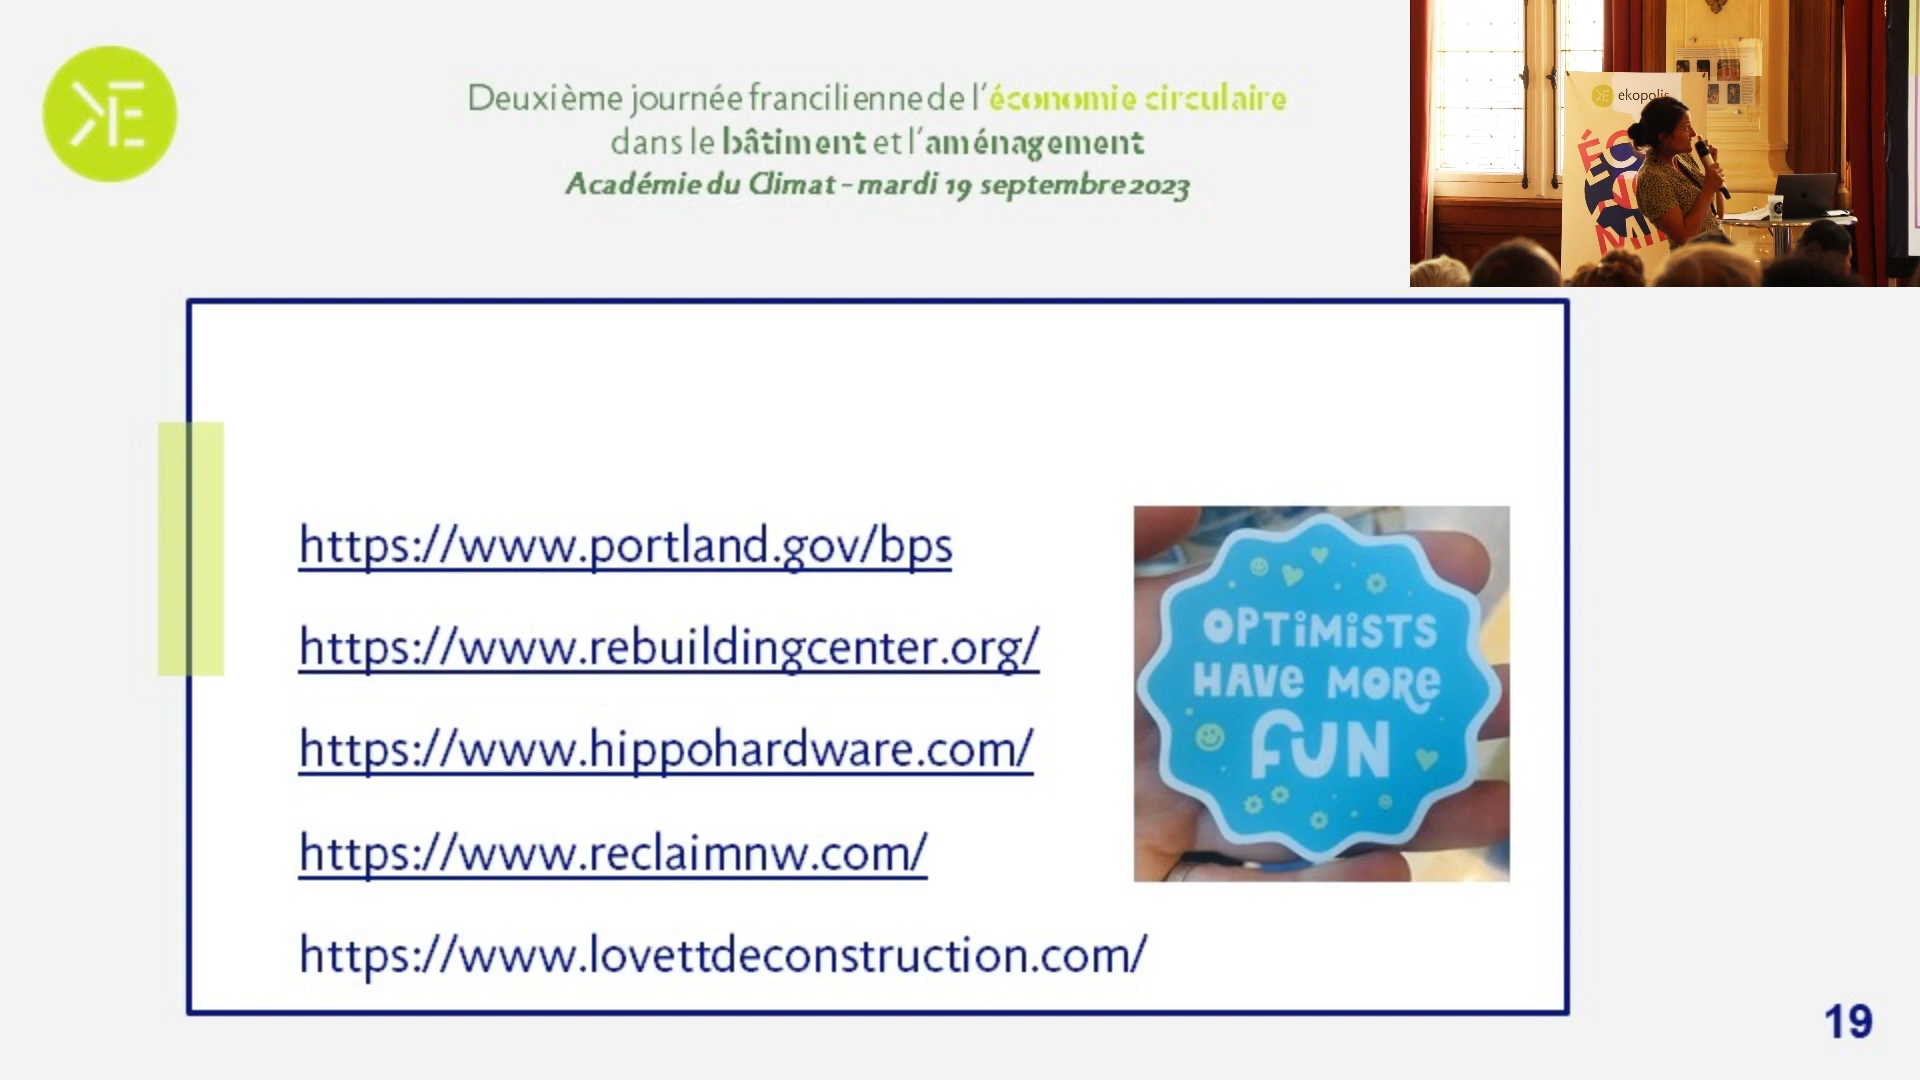 Deuxième journée francilienne de l'économie circulaire
dans le bâtiment et l'aménagement
Académie du Climat - mardi 19 septembre 2023
ekopolis
https://www.portland.gov/bps
https://www.rebuildingcenter.org/
https://www.hippohardware.com/
https://www.reclaimnw.com/
https://www.lovettdeconstruction.com/
OPTiMiSTS
HAVe MORe
FUN
19